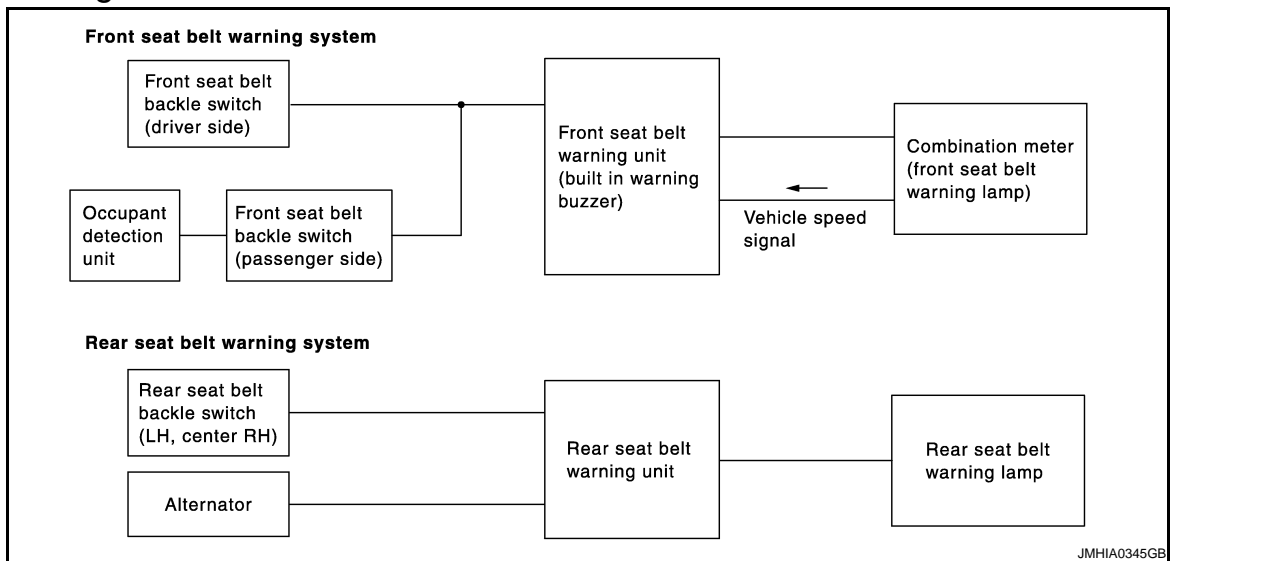 Front seat belt warning system
Front seat belt
backle switch
(driver side)
Occupant
detection
unit
Front seat belt
backle switch
(passenger side)
Front seat belt
warning unit
(built in warning
buzzer)
Vehicle speed
signal
Combination meter
(front seat belt
warning lamp)
Rear seat belt warning system
Rear seat belt
backle switch
(LH, center RH)
Alternator
Rear seat belt
warning unit
Rear seat belt
warning lamp
JMHIA0345GB